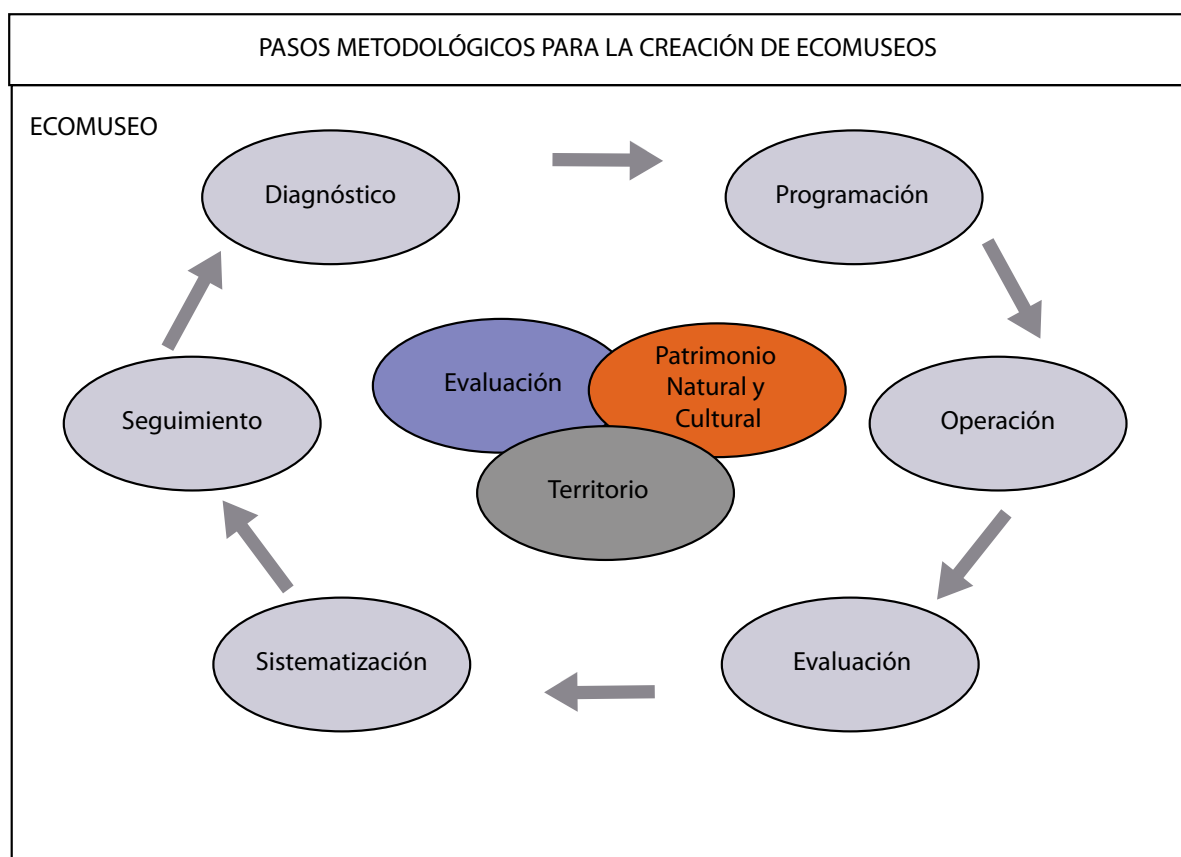 PASOS METODOLÓGICOS PARA LA CREACIÓN DE ECOMUSEOS
ECOMUSEO
Diagnóstico
Programación
Evaluación
Patrimonio
Natural y
Cultural
Territorio
Seguimiento
Operación
Sistematización
Evaluación